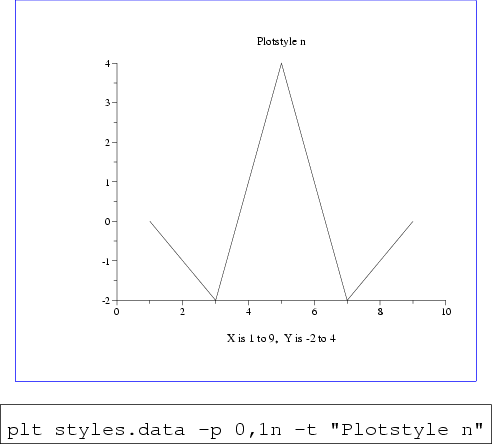 Plotstyle n
4
3
2
1
0
-1
-2
0 2 4 6 8 10
X is 1 to 9, Y is -2 to 4
plt styles.data -p 0,1n -t "Plotstyle n"